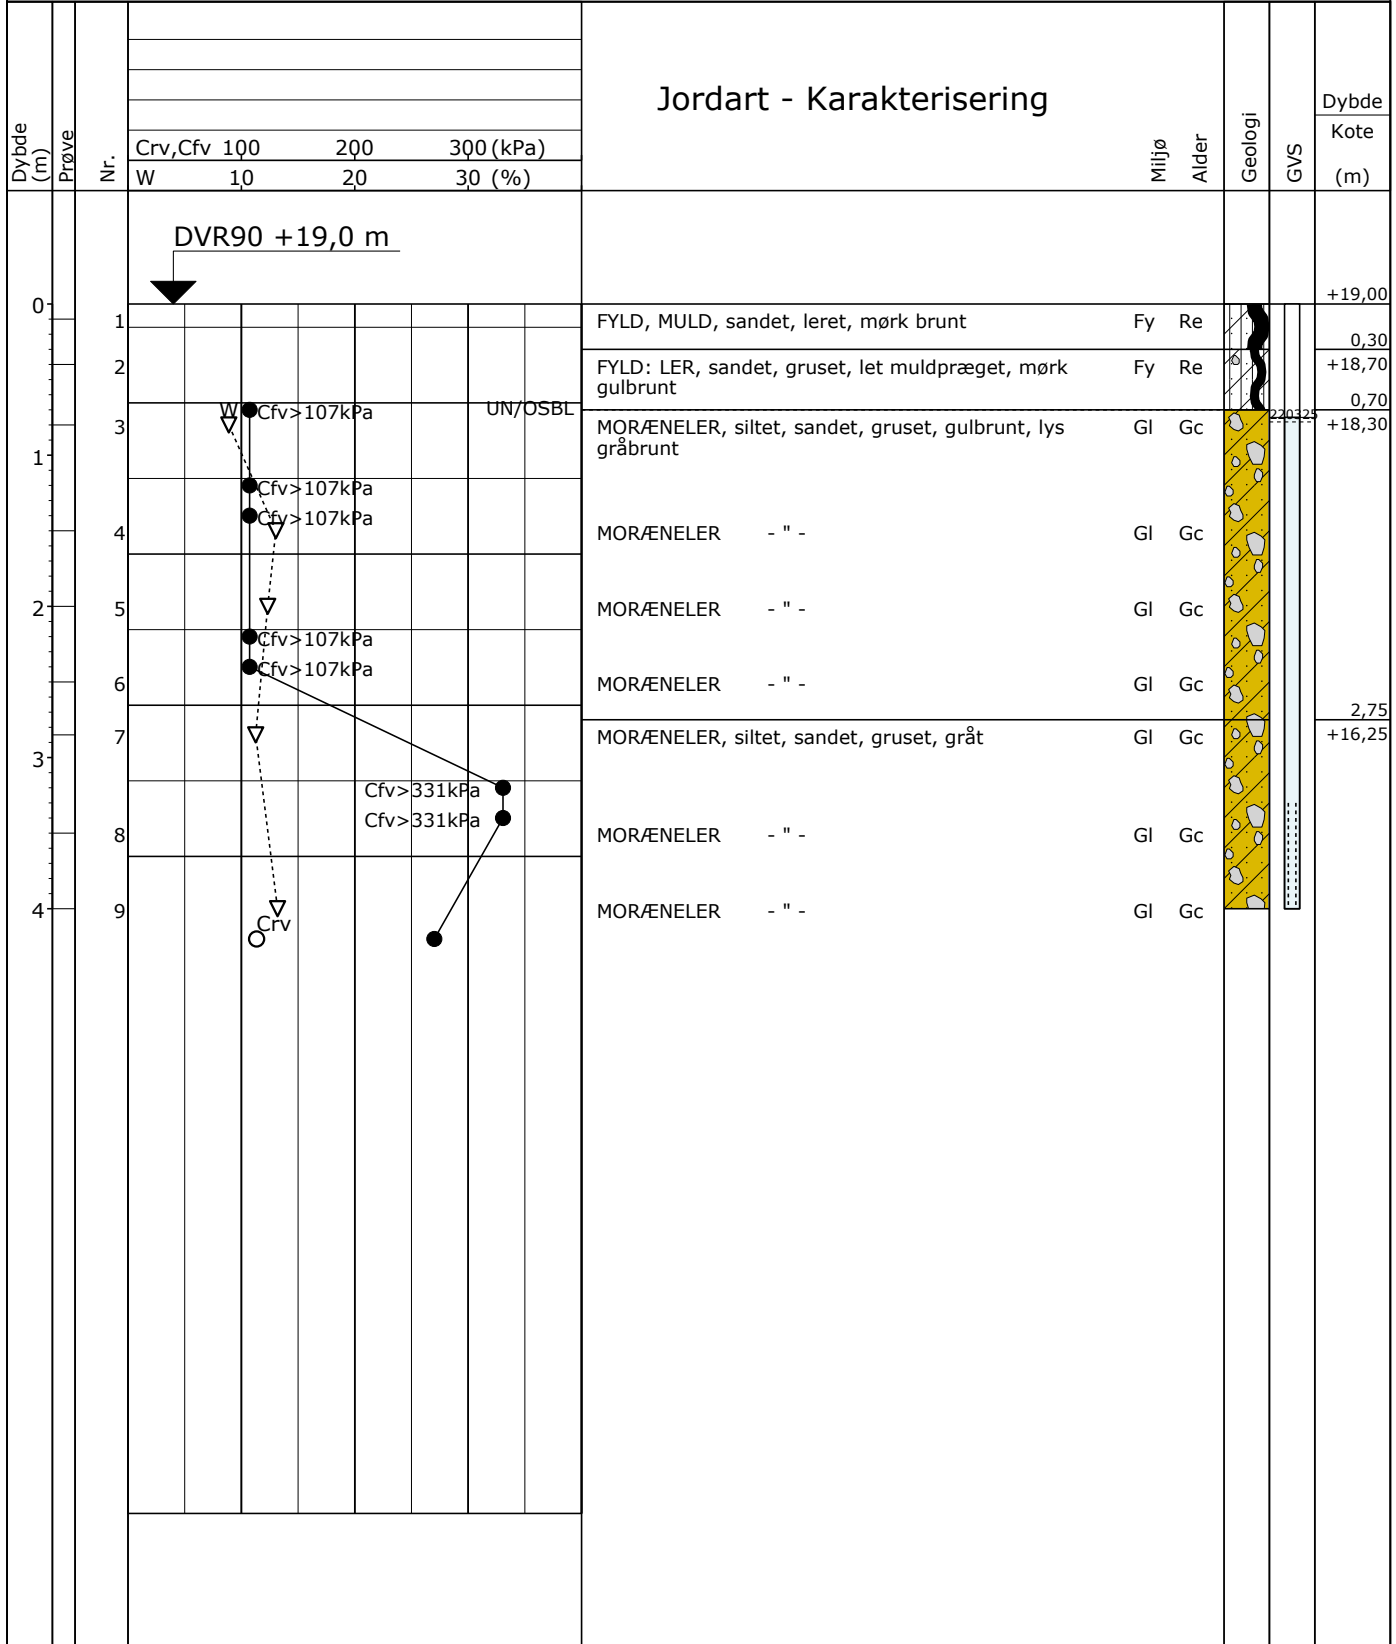 Jordart - Karakterisering
Dybde (m)
Prøve
Nr.
Crv,Cfv 100 200 300 (kPa)
W 10 20 30 (%)
Miljø
Alder
Geologi
GVS
Dybde
Kote
(m)
DVR90 +19,0 m
0
+19,00
1 FYLD, MULD, sandet, leret, mørk brunt Fy Re
0,30
2 FYLD: LER, sandet, gruset, let muldpræget, mørk Fy Re +18,70
gulbrunt
0,70
W Cfv>107kPa UN/OSBL
220325
3 MORÆNELER, siltet, sandet, gruset, gulbrunt, lys Gl Gc +18,30
gråbrunt
1
Cfv>107kPa
Cfv>107kPa
4 MORÆNELER - " - Gl Gc
2 5 MORÆNELER - " - Gl Gc
Cfv>107kPa
Cfv>107kPa
6 MORÆNELER - " - Gl Gc
2,75
7 MORÆNELER, siltet, sandet, gruset, gråt Gl Gc +16,25
3
Cfv>331kPa
Cfv>331kPa
8 MORÆNELER - " - Gl Gc
4 9 MORÆNELER - " - Gl Gc
Crv